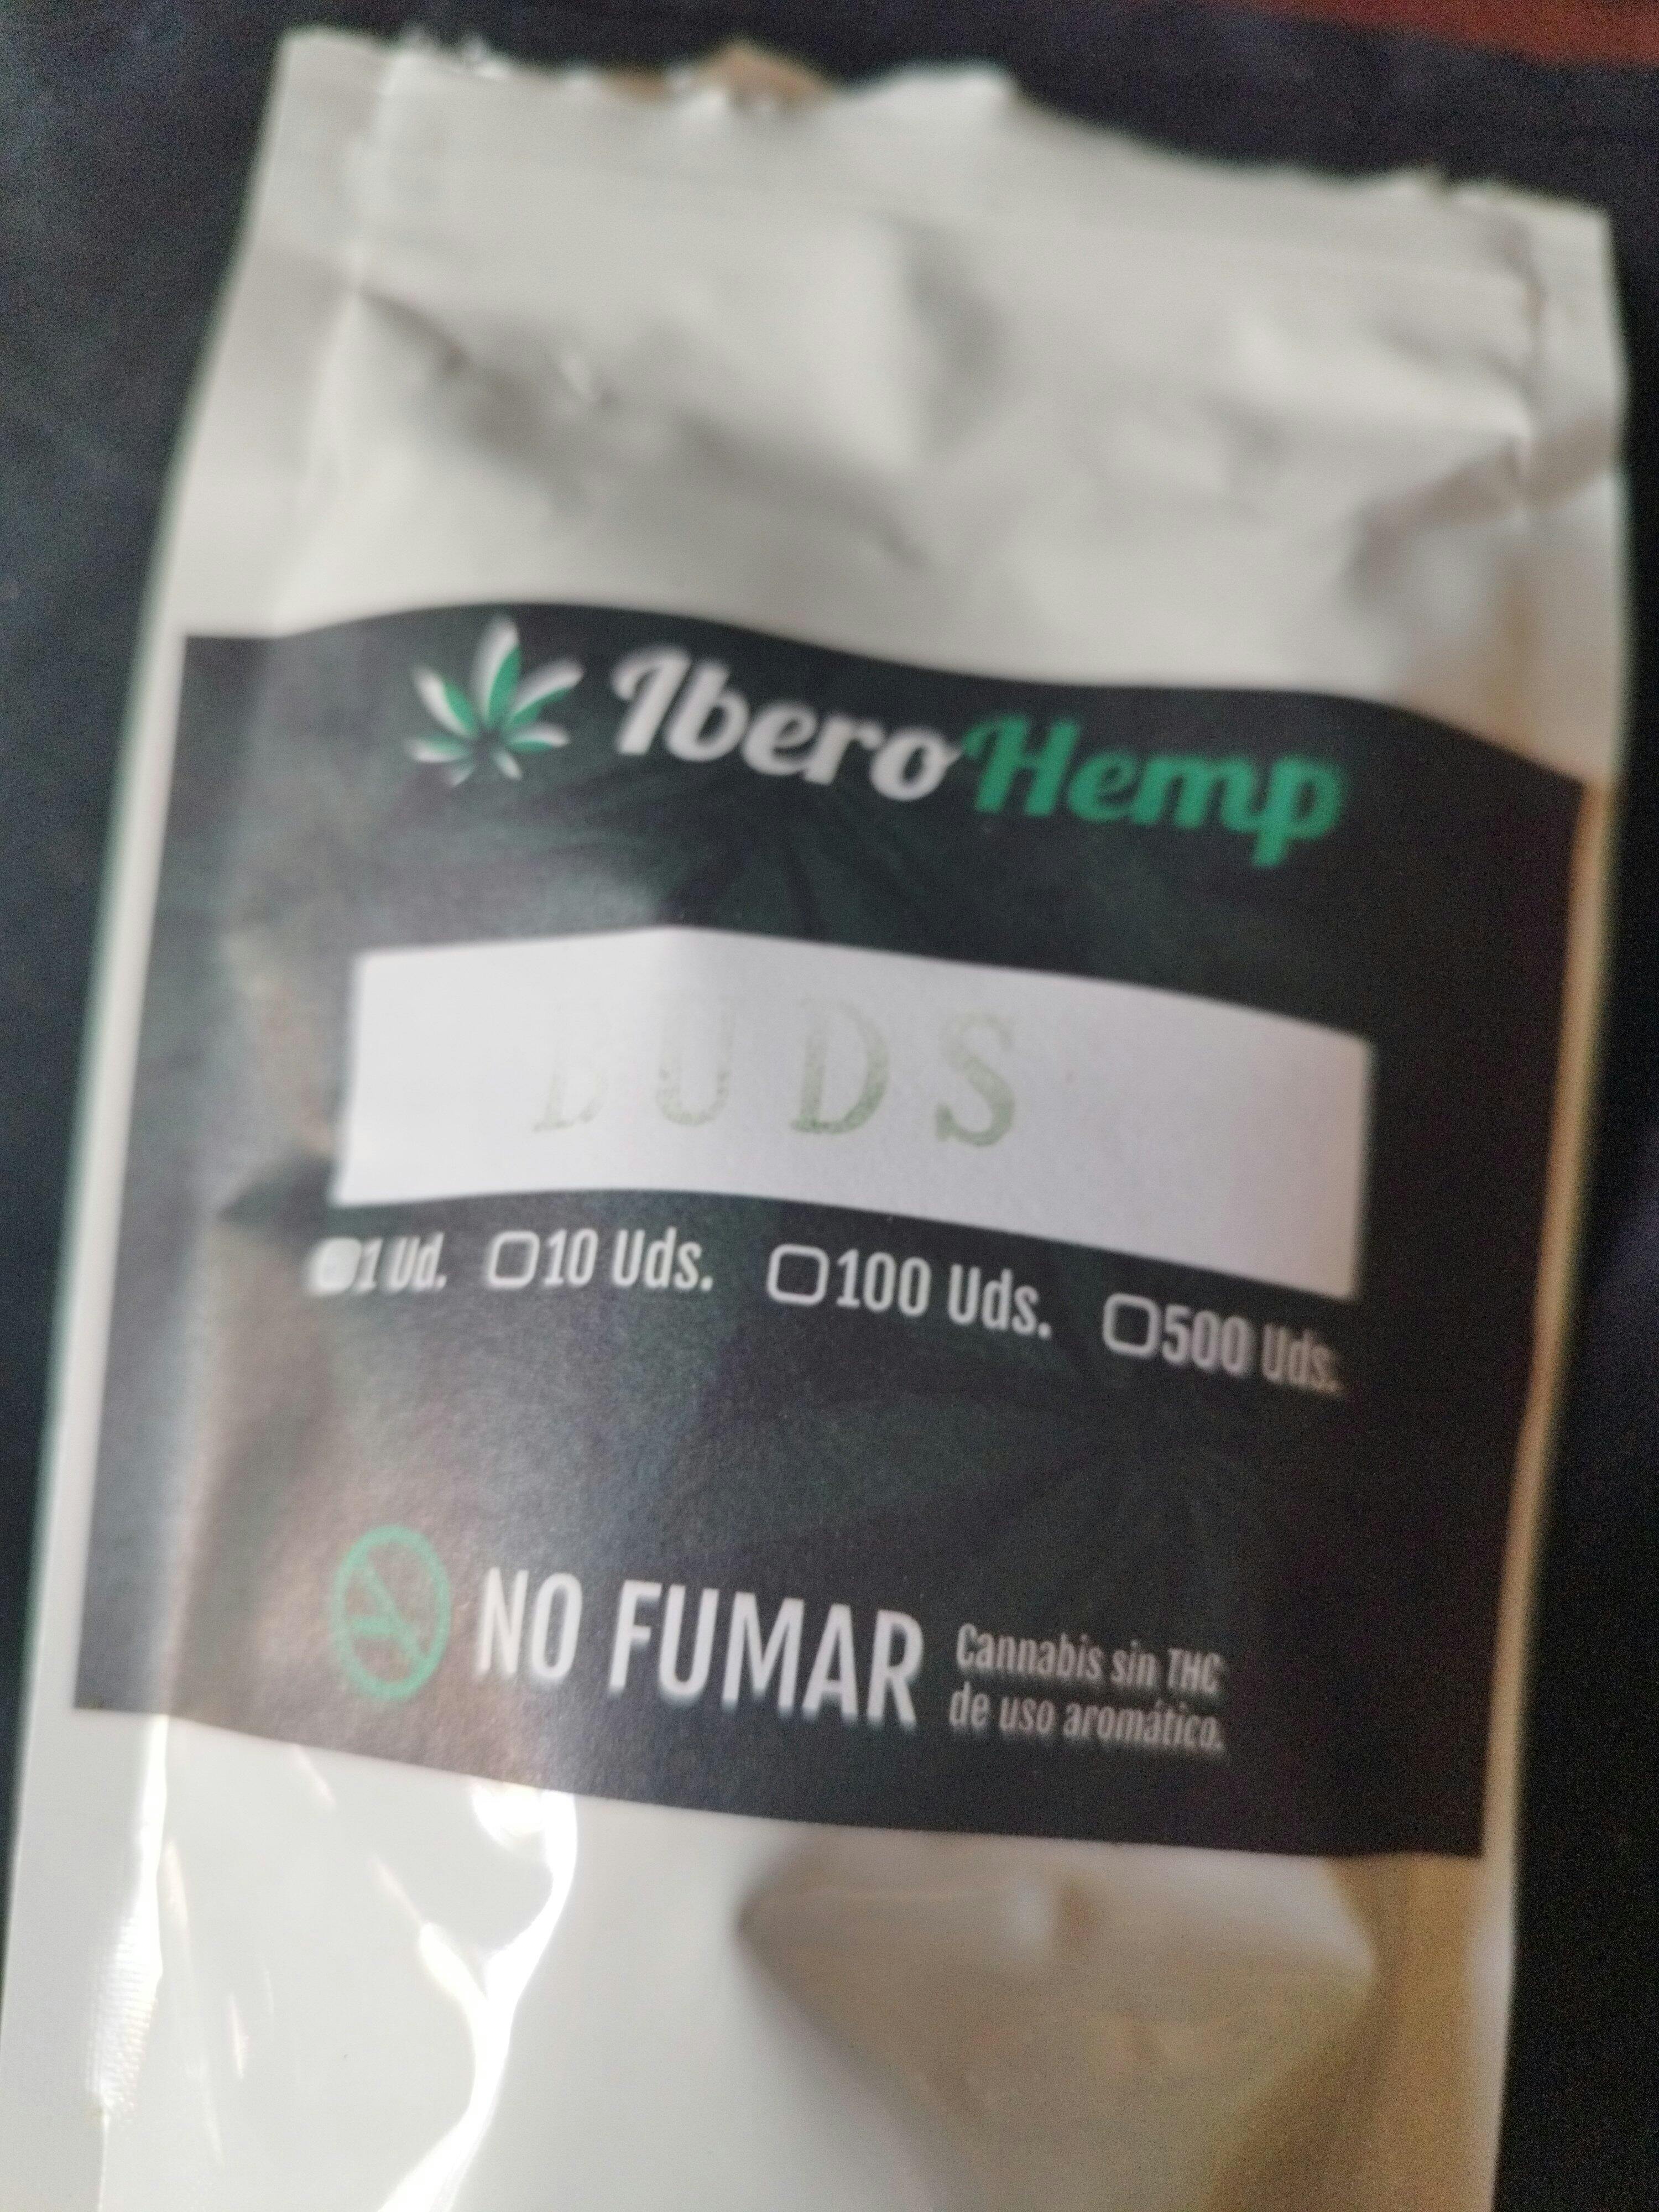 IberoHemp
BUDS
1 Ud. 10 Uds. 100 Uds. 500 Uds.
NO FUMAR
Cannabis sin THC
de uso aromático.